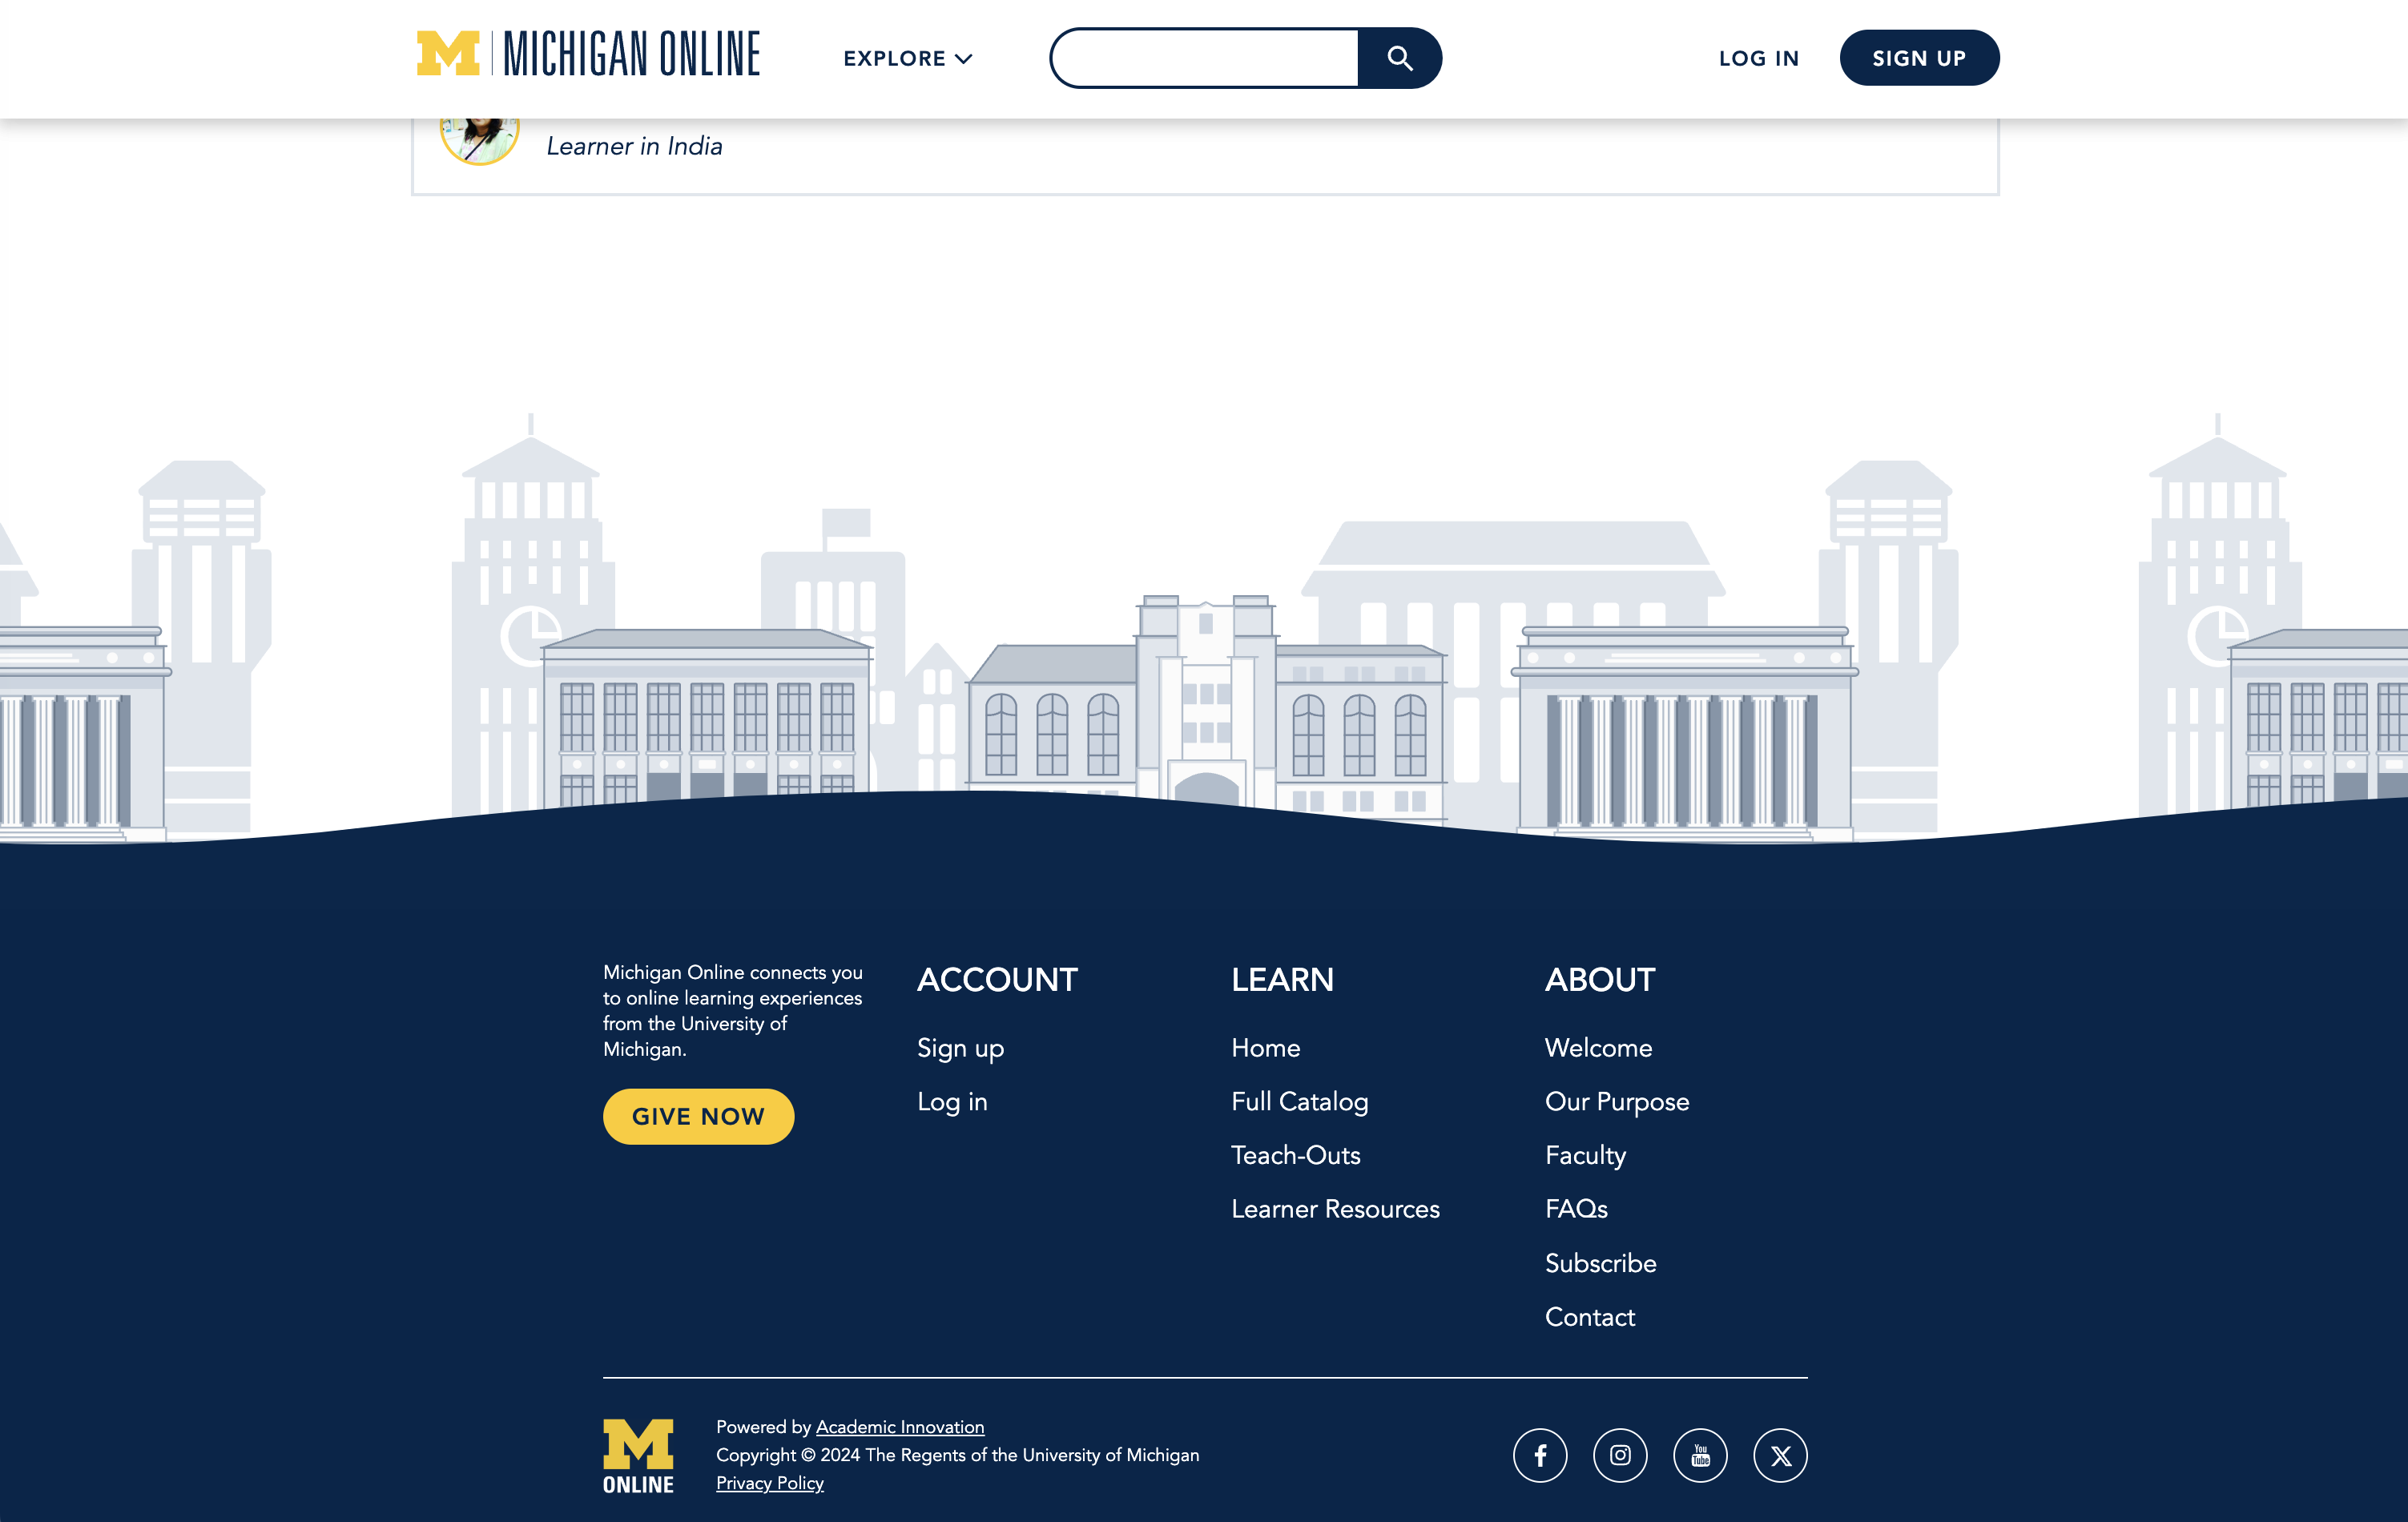 M | MICHIGAN ONLINE
EXPLORE
LOG IN
SIGN UP
Learner in India
Michigan Online connects you
to online learning experiences
from the University of
Michigan.
GIVE NOW
ACCOUNT
Sign up
Log in
LEARN
Home
Full Catalog
Teach-Outs
Learner Resources
ABOUT
Welcome
Our Purpose
Faculty
FAQs
Subscribe
Contact
M
ONLINE
Powered by Academic Innovation
Copyright © 2024 The Regents of the University of Michigan
Privacy Policy
You
Tube